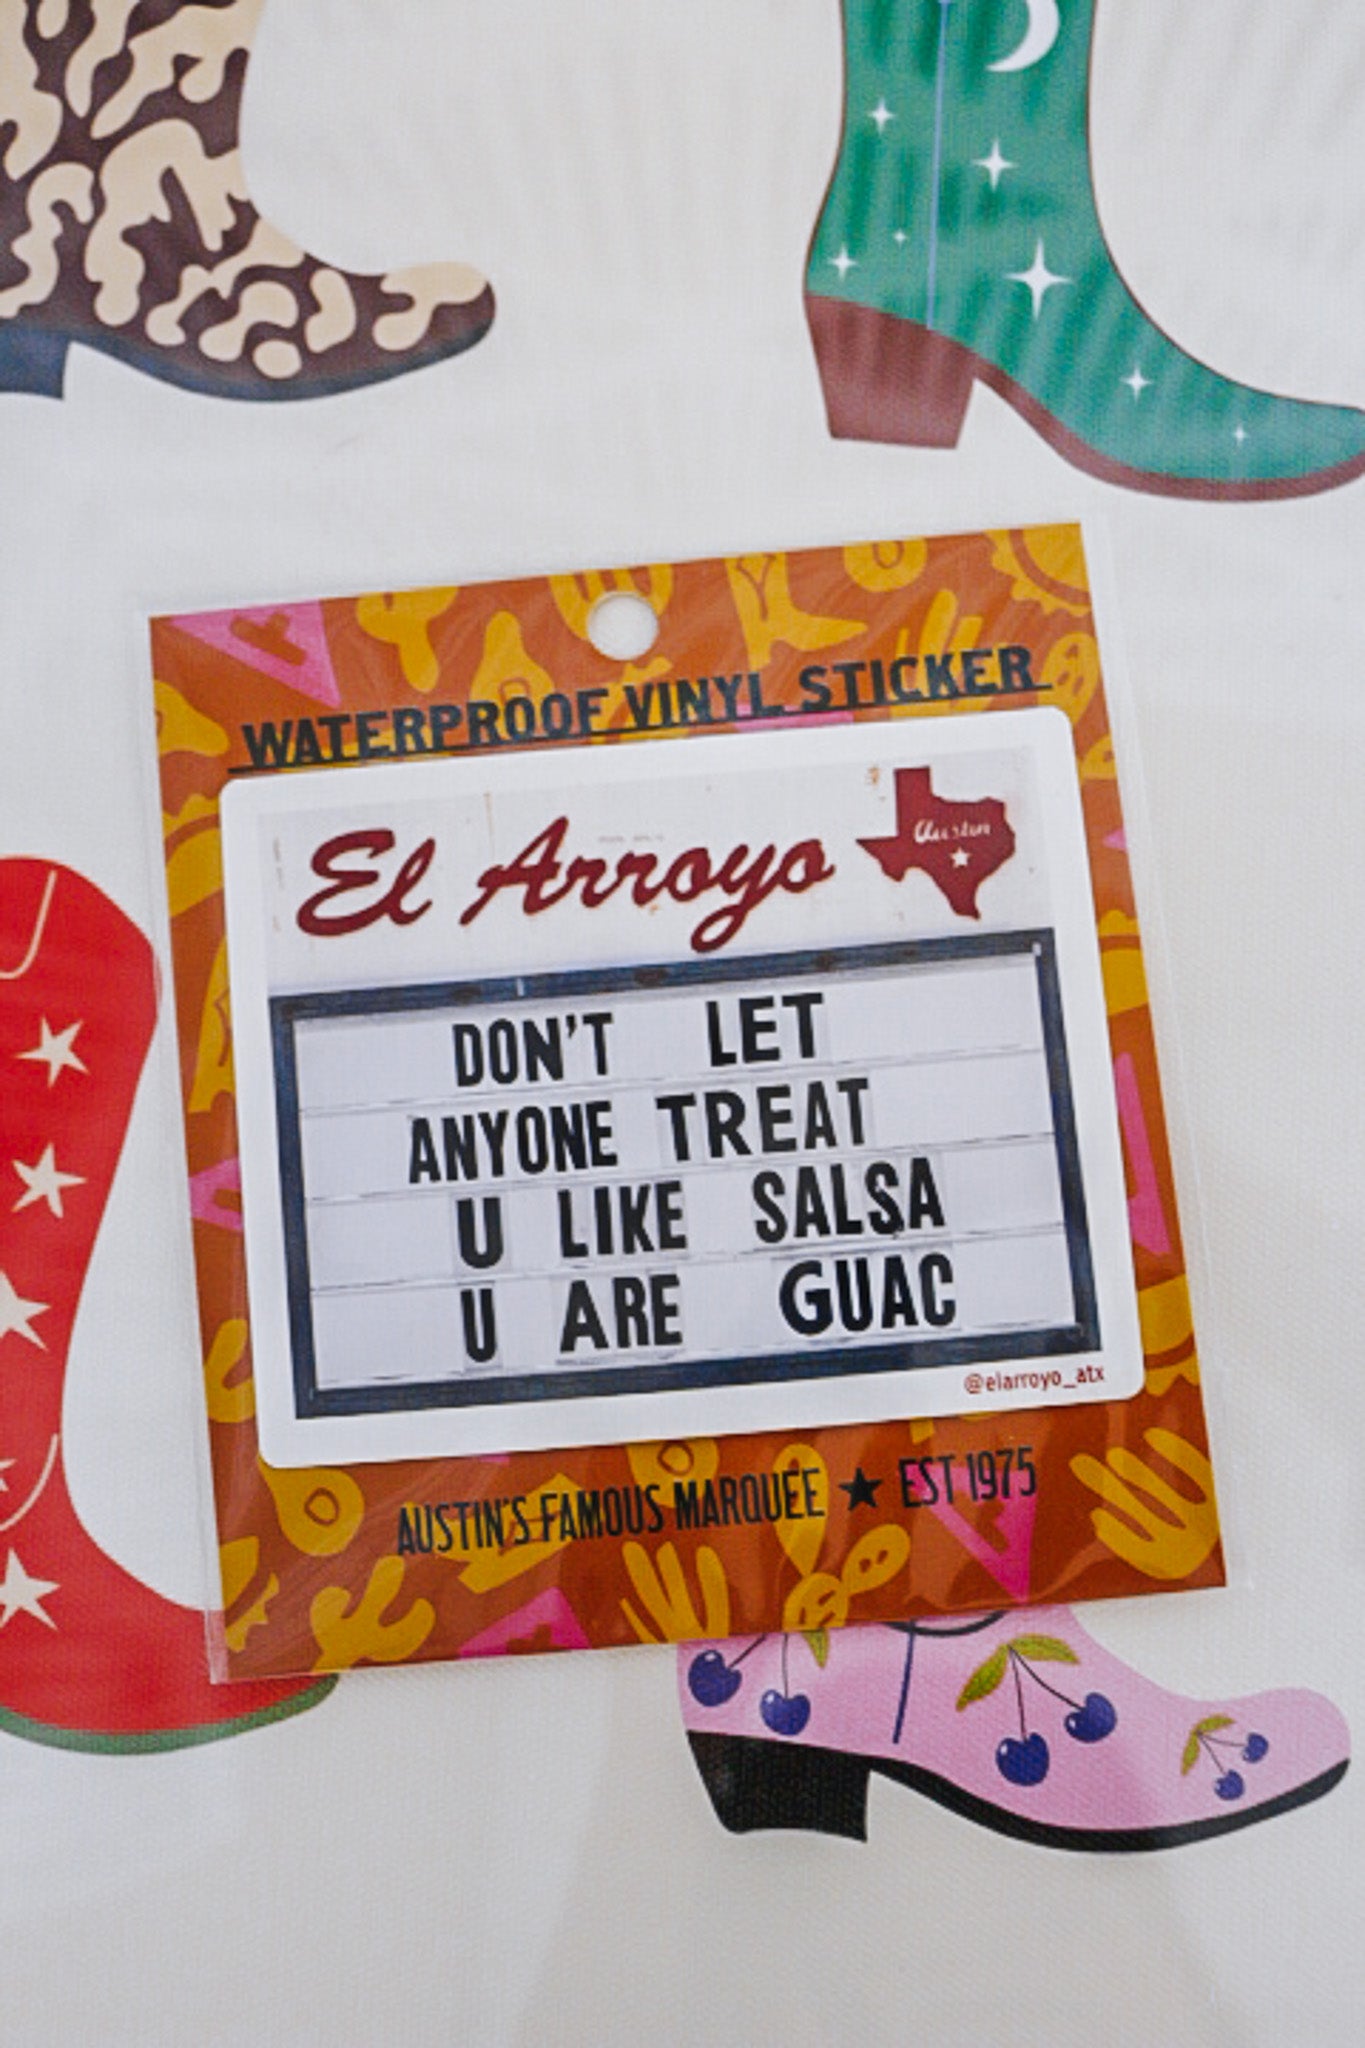 WATERPROOF VINYL STICKER
El Arroyo
Austin
DON'T LET
ANYONE TREAT
U LIKE SALSA
U ARE GUAC
@elarroyo_atx
AUSTIN'S FAMOUS MARQUEE ★ EST 1975